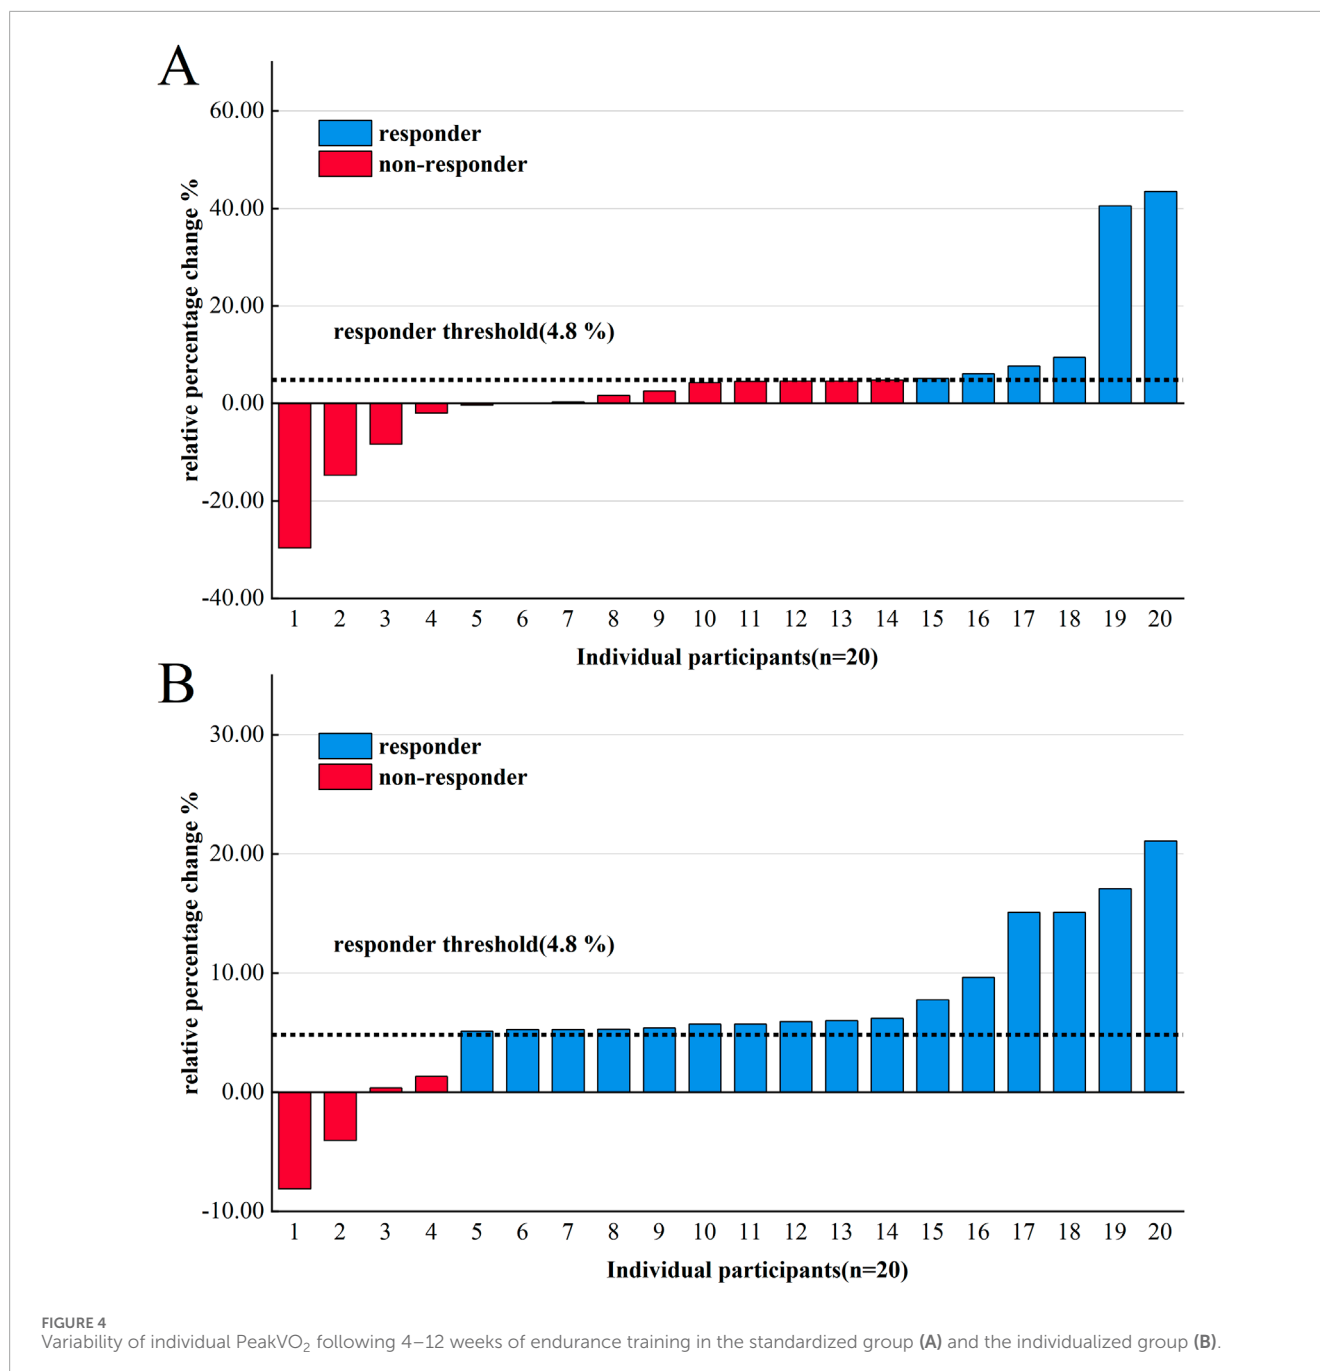 A
60.00
40.00
20.00
0.00
-20.00
-40.00
relative percentage change %
responder
non-responder
responder threshold(4.8 %)
1 2 3 4 5 6 7 8 9 10 11 12 13 14 15 16 17 18 19 20
Individual participants(n=20)
B
30.00
20.00
10.00
0.00
-10.00
relative percentage change %
responder
non-responder
responder threshold(4.8 %)
1 2 3 4 5 6 7 8 9 10 11 12 13 14 15 16 17 18 19 20
Individual participants(n=20)
FIGURE 4
Variability of individual PeakVO₂ following 4–12 weeks of endurance training in the standardized group (A) and the individualized group (B).